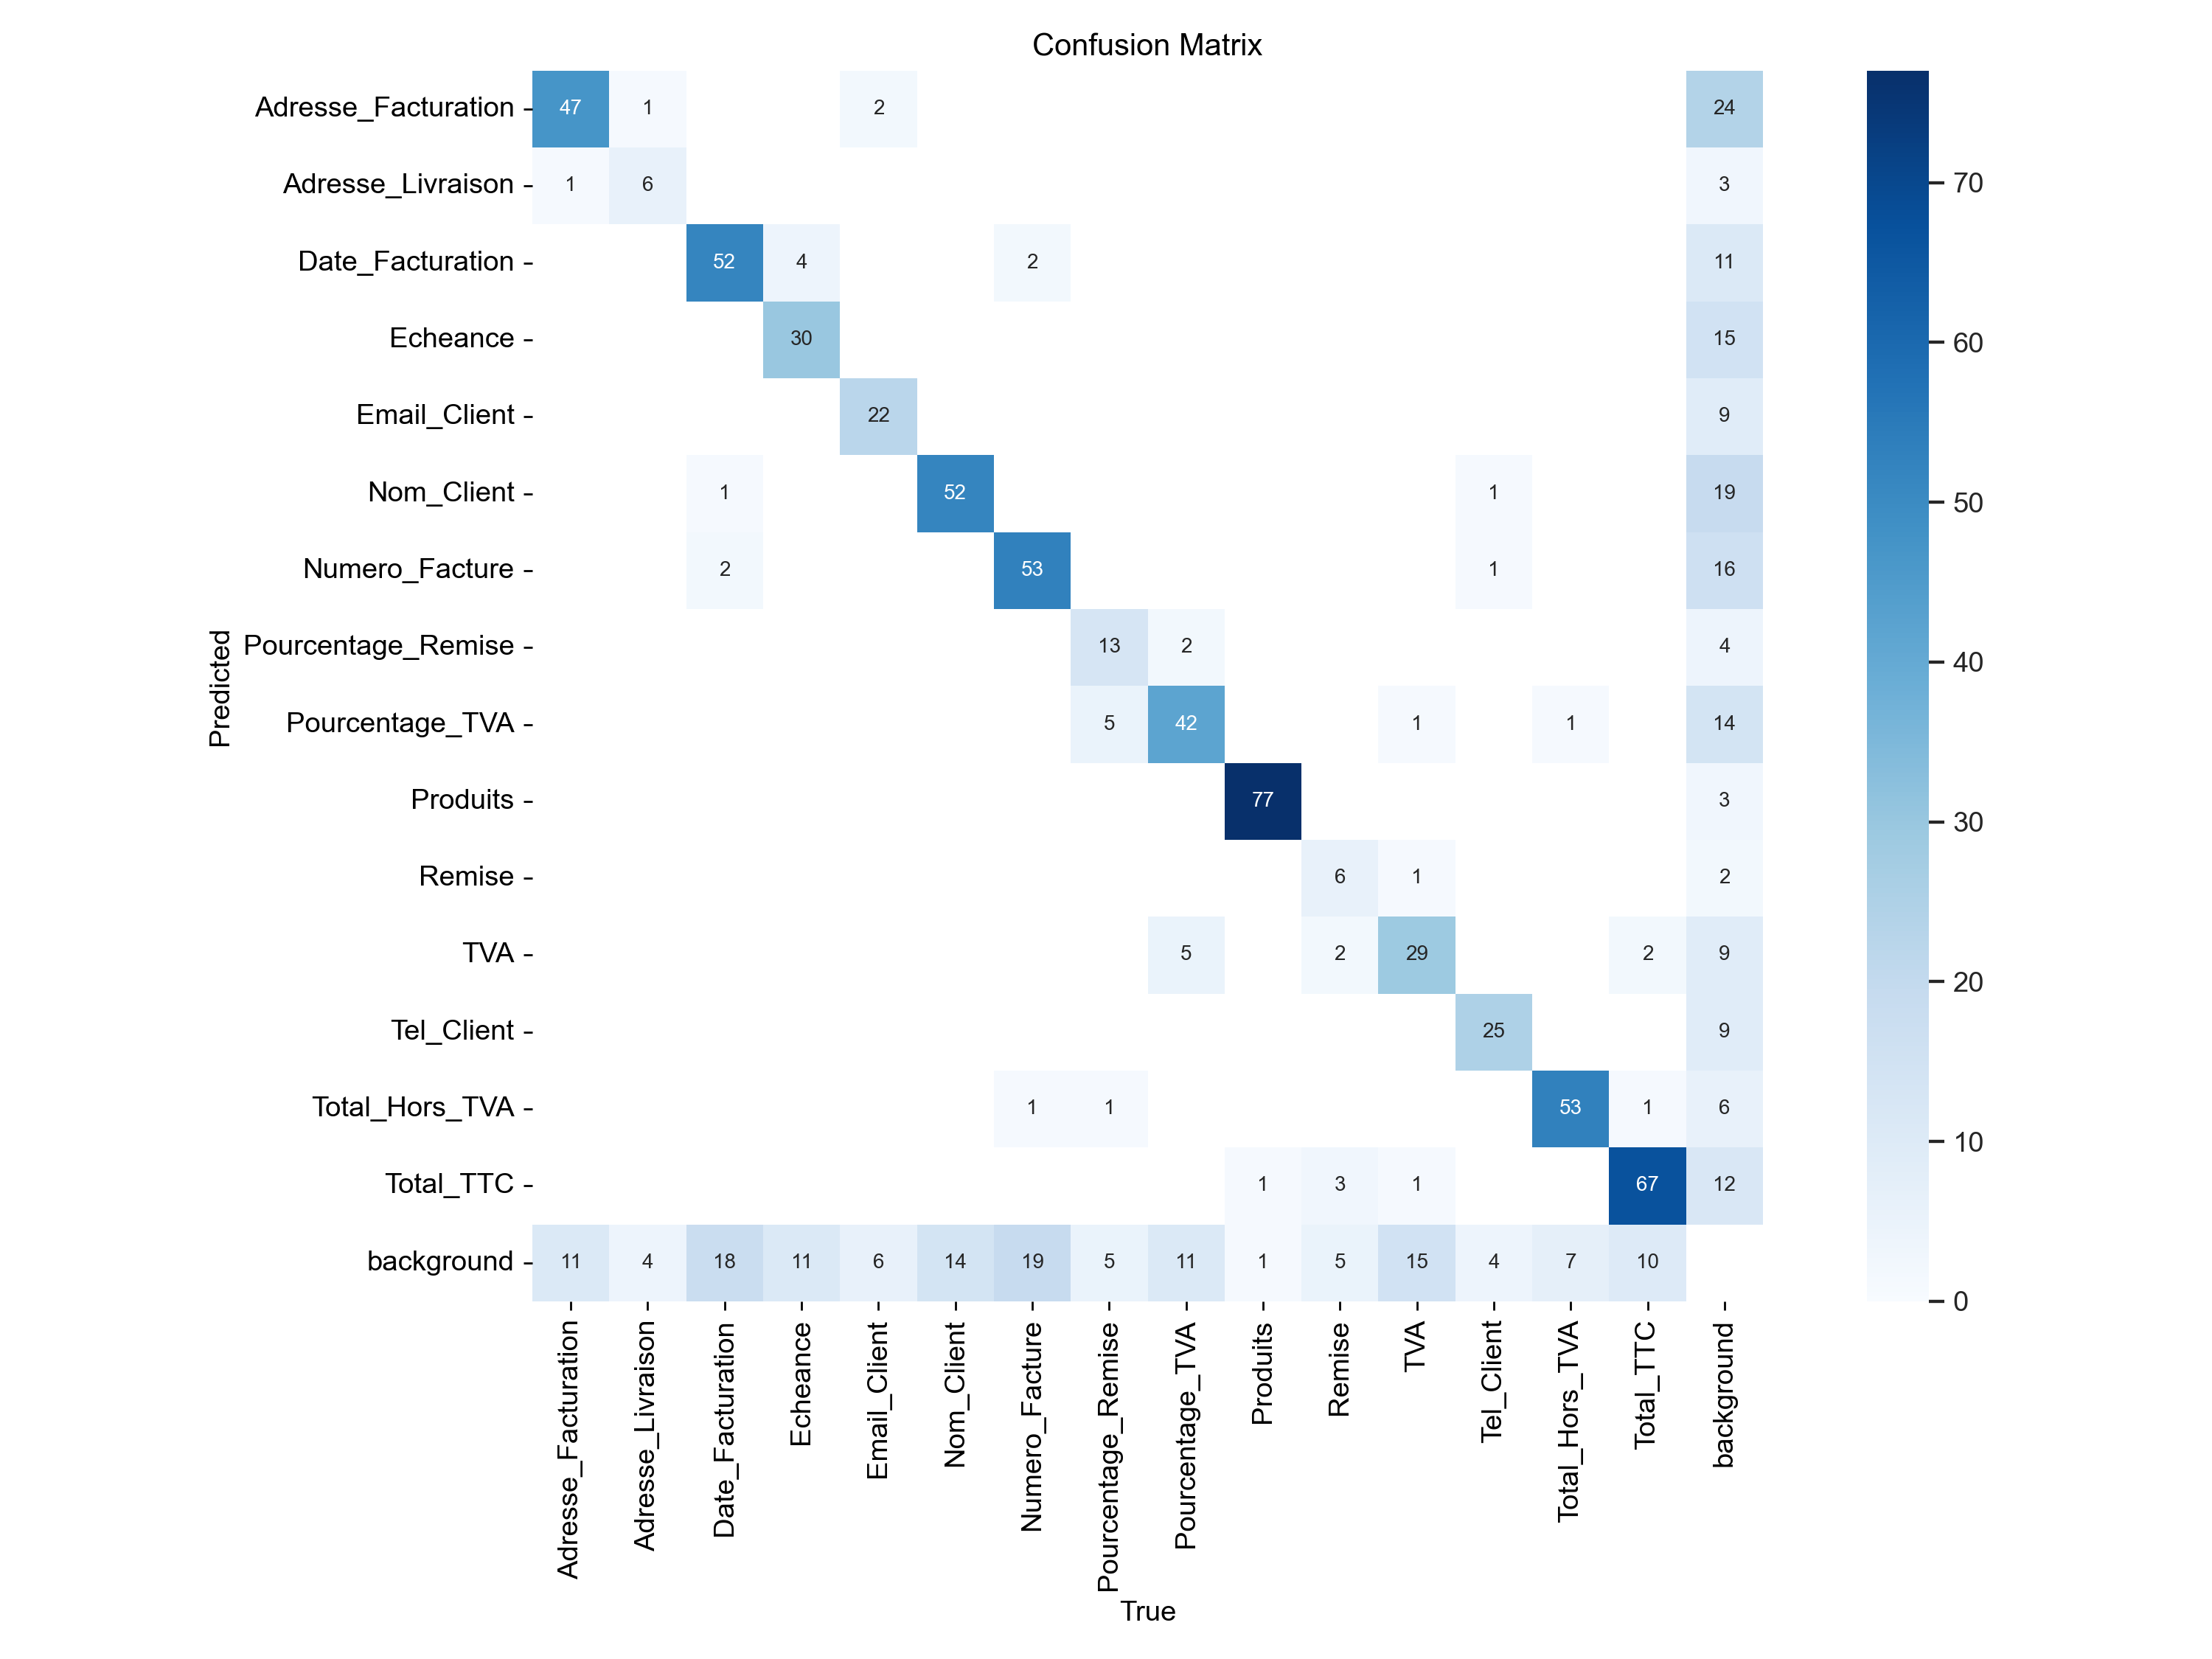 Confusion Matrix
Adresse_Facturation 47 1 2 24
Adresse_Livraison 1 6 3
70
Date_Facturation 52 4 2 11
Echeance 30 15
60
Email_Client 22 9
Nom_Client 1 52 1 19
50
Numero_Facture 2 53 1 16
Predicted
Pourcentage_Remise 13 2 4
40
Pourcentage_TVA 5 42 1 1 14
Produits 77 3
30
Remise 6 1 2
TVA 5 2 29 2 9
20
Tel_Client 25 9
Total_Hors_TVA 1 1 53 1 6
10
Total_TTC 1 3 1 67 12
background 11 4 18 11 6 14 19 5 11 1 5 15 4 7 10
0
Adresse_Facturation
Adresse_Livraison
Date_Facturation
Echeance
Email_Client
Nom_Client
Numero_Facture
Pourcentage_Remise
Pourcentage_TVA
Produits
Remise
TVA
Tel_Client
Total_Hors_TVA
Total_TTC
background
True